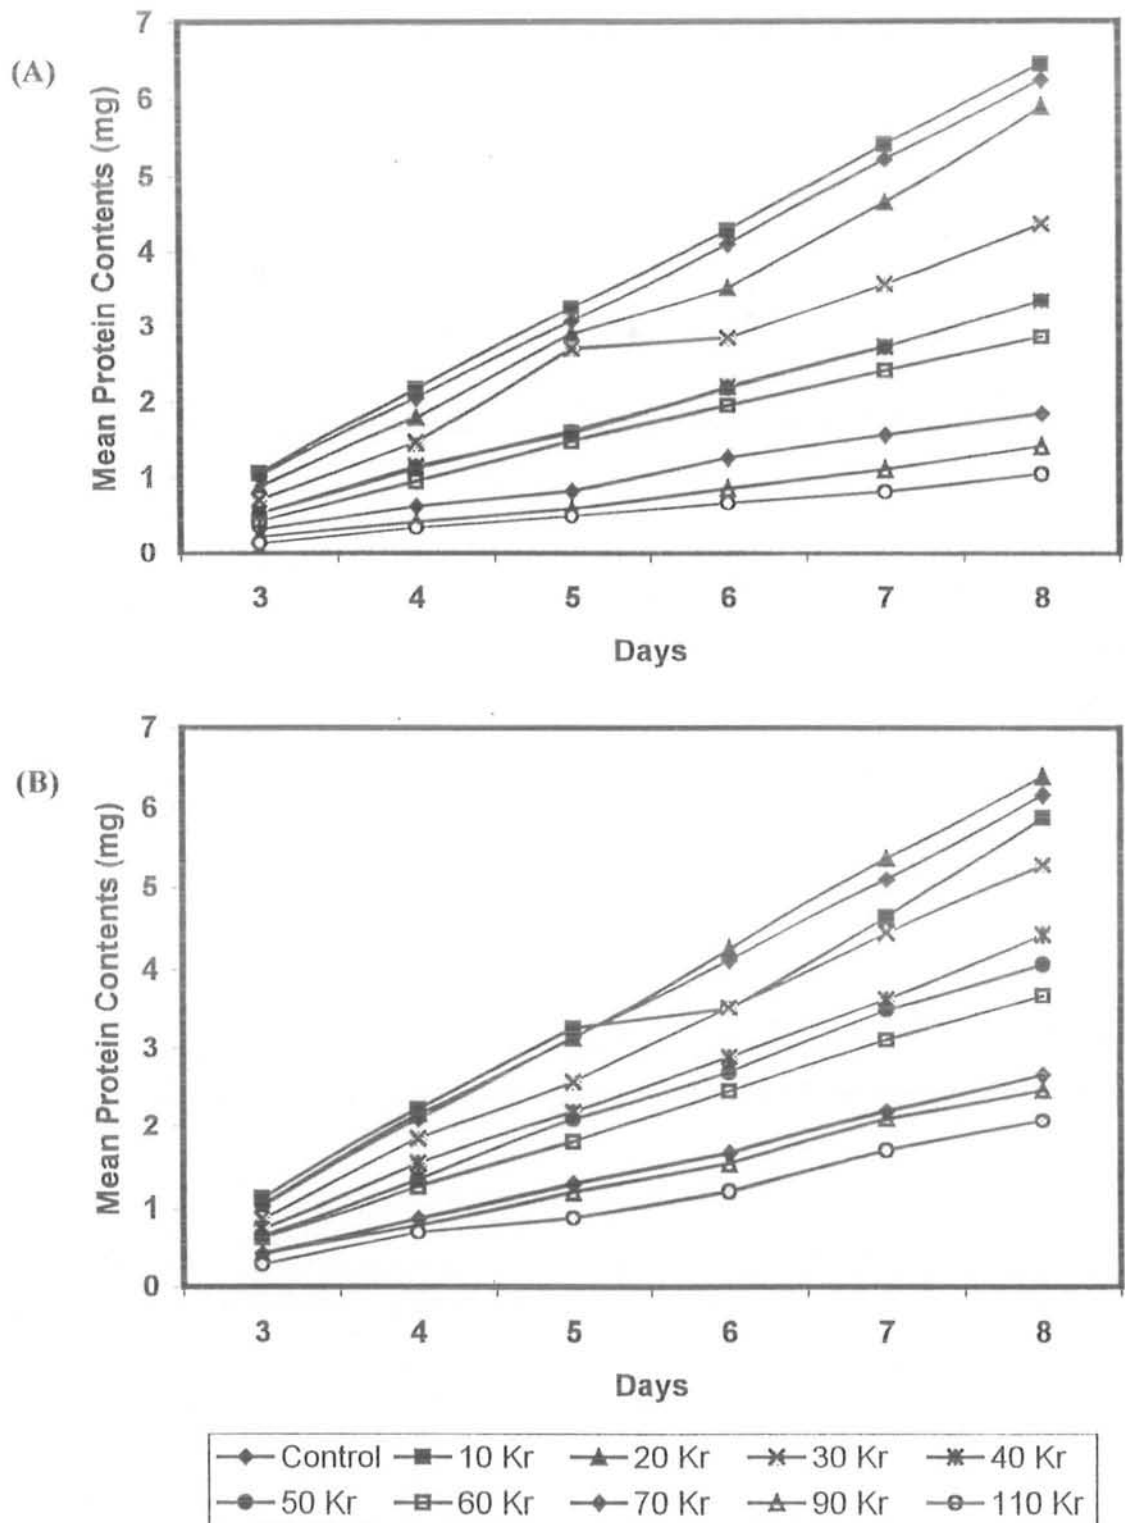 (A)
Mean Protein Contents (mg)
7
6
5
4
3
2
1
0
3 4 5 6 7 8
Days
(B)
Mean Protein Contents (mg)
7
6
5
4
3
2
1
0
3 4 5 6 7 8
Days
Control 10 Kr 20 Kr 30 Kr 40 Kr
50 Kr 60 Kr 70 Kr 90 Kr 110 Kr